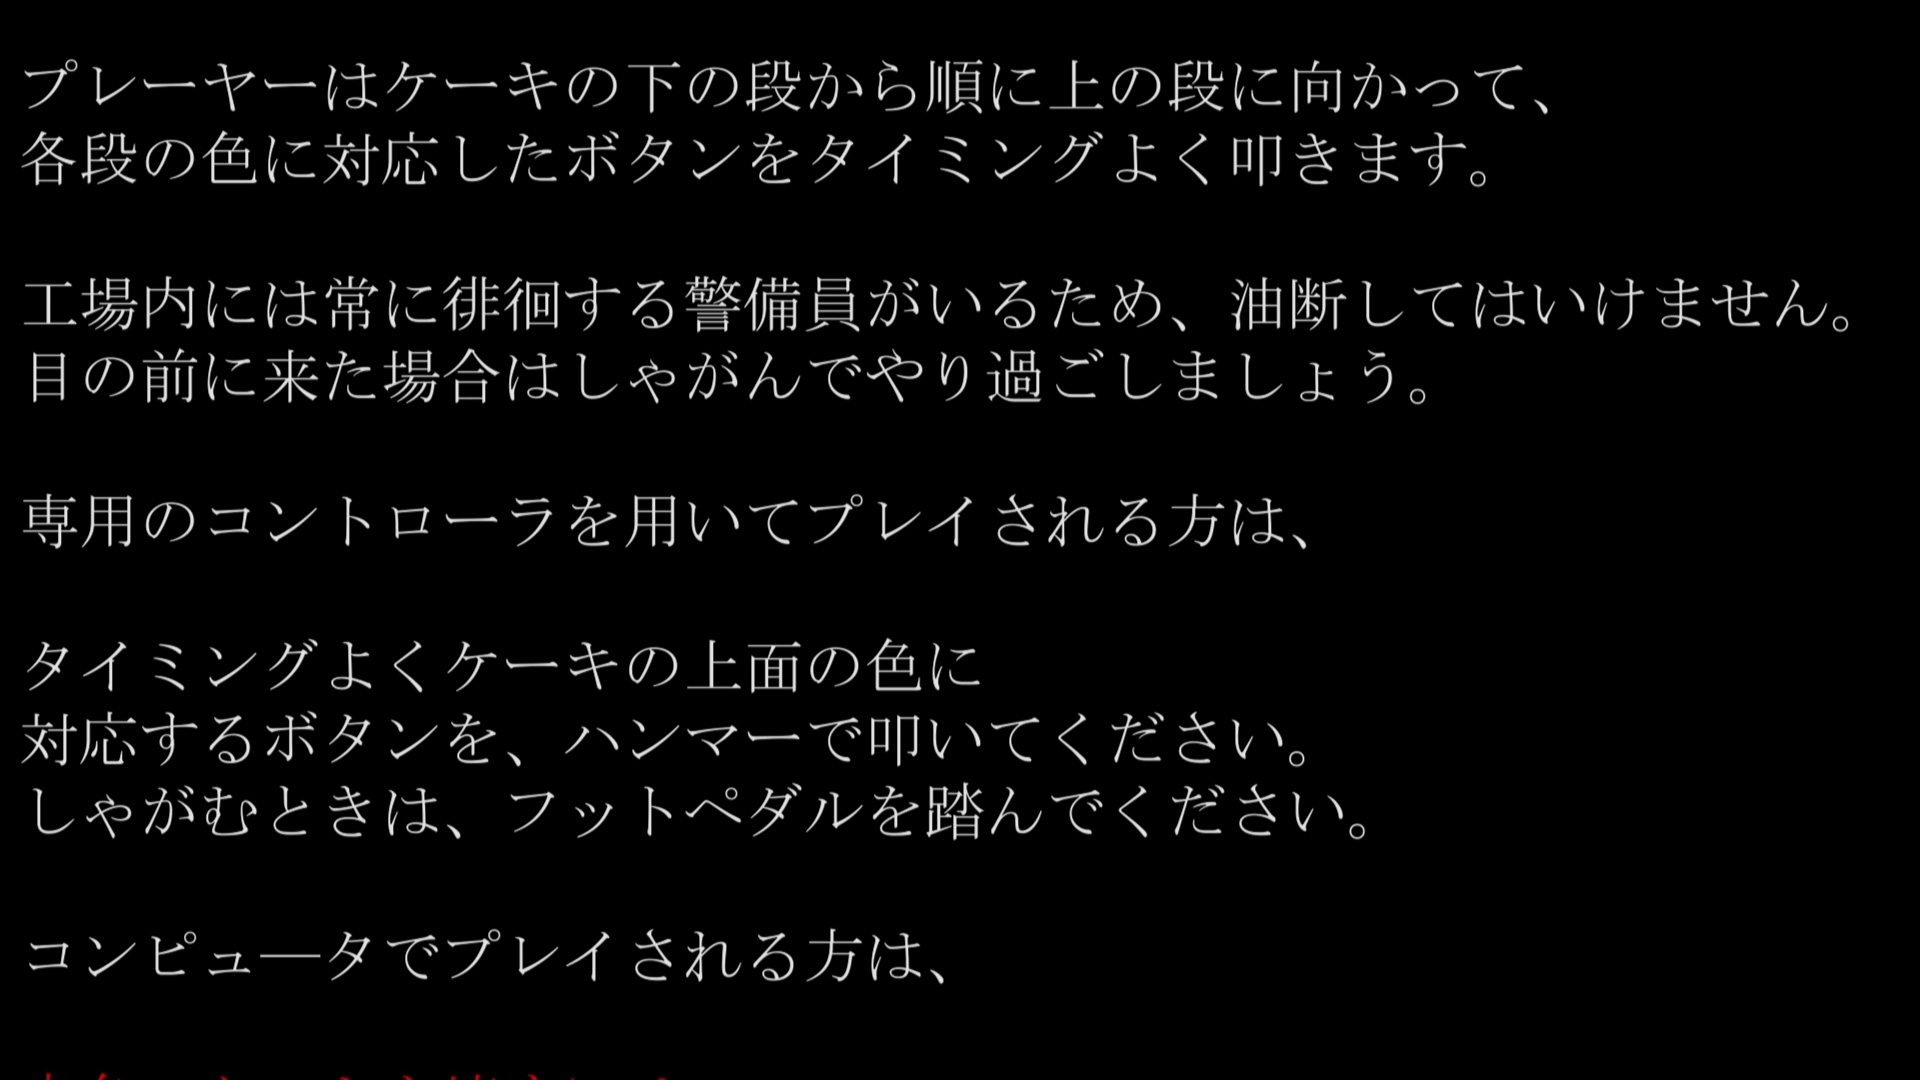 プレーヤーはケーキの下の段から順に上の段に向かって、
各段の色に対応したボタンをタイミングよく叩きます。
工場内には常に徘徊する警備員がいるため、油断してはいけません。
目の前に来た場合はしゃがんでやり過ごしましょう。
専用のコントローラを用いてプレイされる方は、
タイミングよくケーキの上面の色に
対応するボタンを、ハンマーで叩いてください。
しゃがむときは、フットペダルを踏んでください。
コンピュ―タでプレイされる方は、